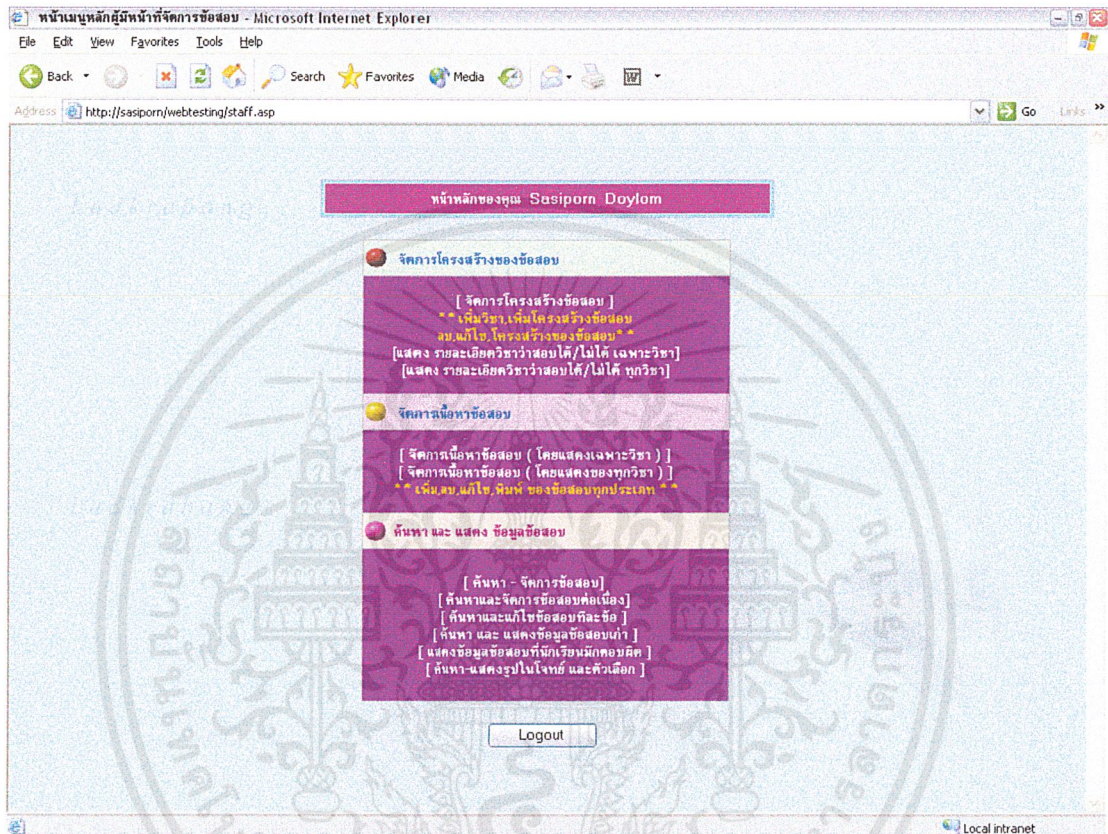 หน้าเมนูหลักผู้มีหน้าที่จัดการข้อสอบ - Microsoft Internet Explorer
File Edit View Favorites Tools Help
Back Search Favorites Media
Address http://sasiporn/webtesting/staff.asp Go Links »
หน้าหลักของคุณ Sasiporn Doylom
จัดการโครงสร้างของข้อสอบ
[ จัดการโครงสร้างข้อสอบ ]
* * เพิ่มวิชา,เพิ่มโครงสร้างข้อสอบ
ลบ,แก้ไข,โครงสร้างของข้อสอบ* *
[แสดง รายละเอียดวิชาว่าสอบได้/ไม่ได้ เฉพาะวิชา]
[แสดง รายละเอียดวิชาว่าสอบได้/ไม่ได้ ทุกวิชา]
จัดการเนื้อหาข้อสอบ
[ จัดการเนื้อหาข้อสอบ ( โดยแสดงเฉพาะวิชา ) ]
[ จัดการเนื้อหาข้อสอบ ( โดยแสดงของทุกวิชา ) ]
* * เพิ่ม,ลบ,แก้ไข,พิมพ์ ของข้อสอบทุกประเภท * *
ค้นหา และ แสดง ข้อมูลข้อสอบ
[ ค้นหา - จัดการข้อสอบ]
[ ค้นหาและจัดการข้อสอบต่อเนื่อง]
[ ค้นหาและแก้ไขข้อสอบทีละข้อ ]
[ ค้นหา และ แสดงข้อมูลข้อสอบเก่า ]
[ แสดงข้อมูลข้อสอบที่นักเรียนมักตอบผิด ]
[ ค้นหา-แสดงรูปในโจทย์ และตัวเลือก ]
Logout
Local intranet